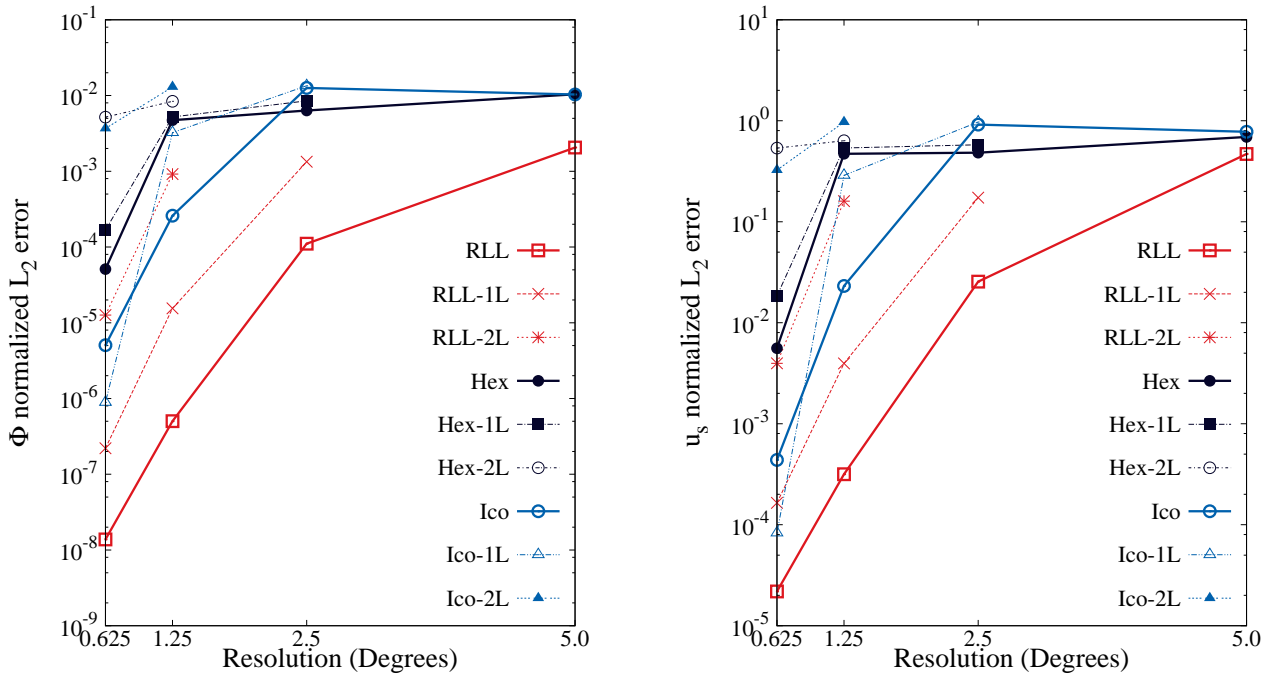 10^-1
10^-2
10^-3
10^-4
10^-5
10^-6
10^-7
10^-8
10^-9
0.625
1.25
2.5
5.0
Φ normalized L_2 error
Resolution (Degrees)
RLL
RLL-1L
RLL-2L
Hex
Hex-1L
Hex-2L
Ico
Ico-1L
Ico-2L
10^1
10^0
10^-1
10^-2
10^-3
10^-4
10^-5
0.625
1.25
2.5
5.0
u_s normalized L_2 error
Resolution (Degrees)
RLL
RLL-1L
RLL-2L
Hex
Hex-1L
Hex-2L
Ico
Ico-1L
Ico-2L